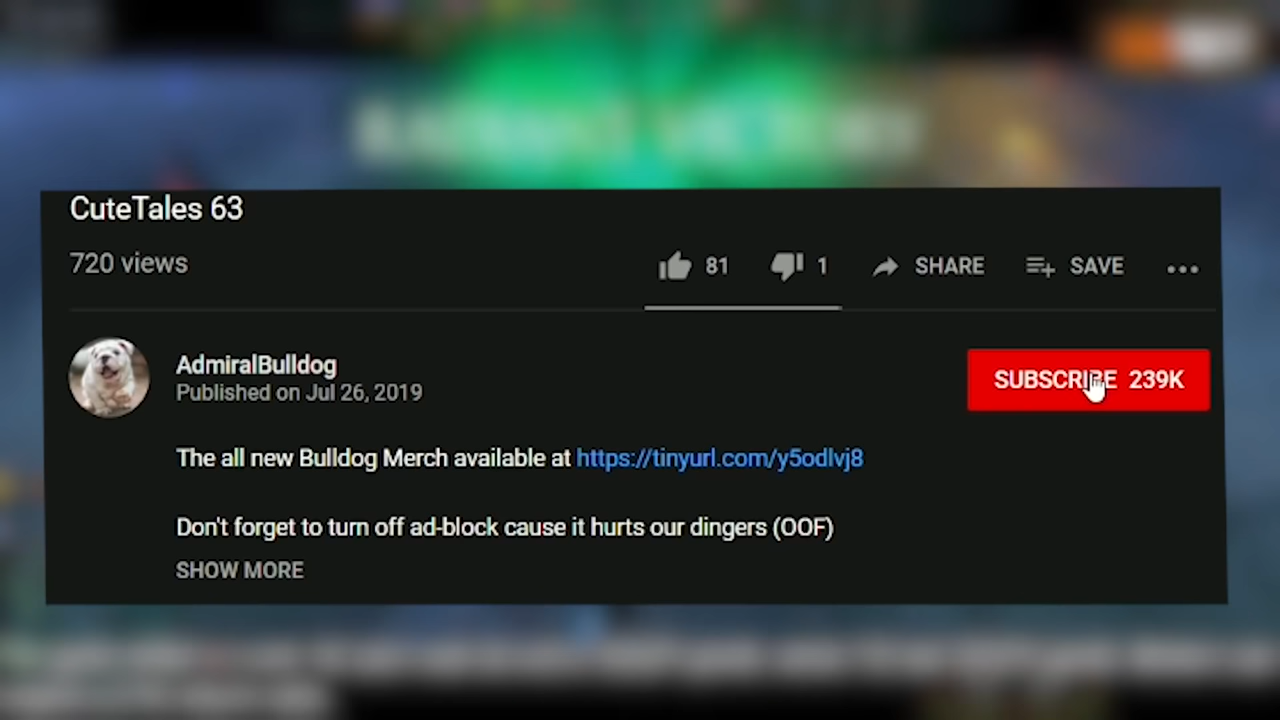 CuteTales 63
720 views
81
1
SHARE
SAVE
AdmiralBulldog
Published on Jul 26, 2019
SUBSCRIBE 239K
The all new Bulldog Merch available at https://tinyurl.com/y5odlvj8
Don't forget to turn off ad-block cause it hurts our dingers (OOF)
SHOW MORE